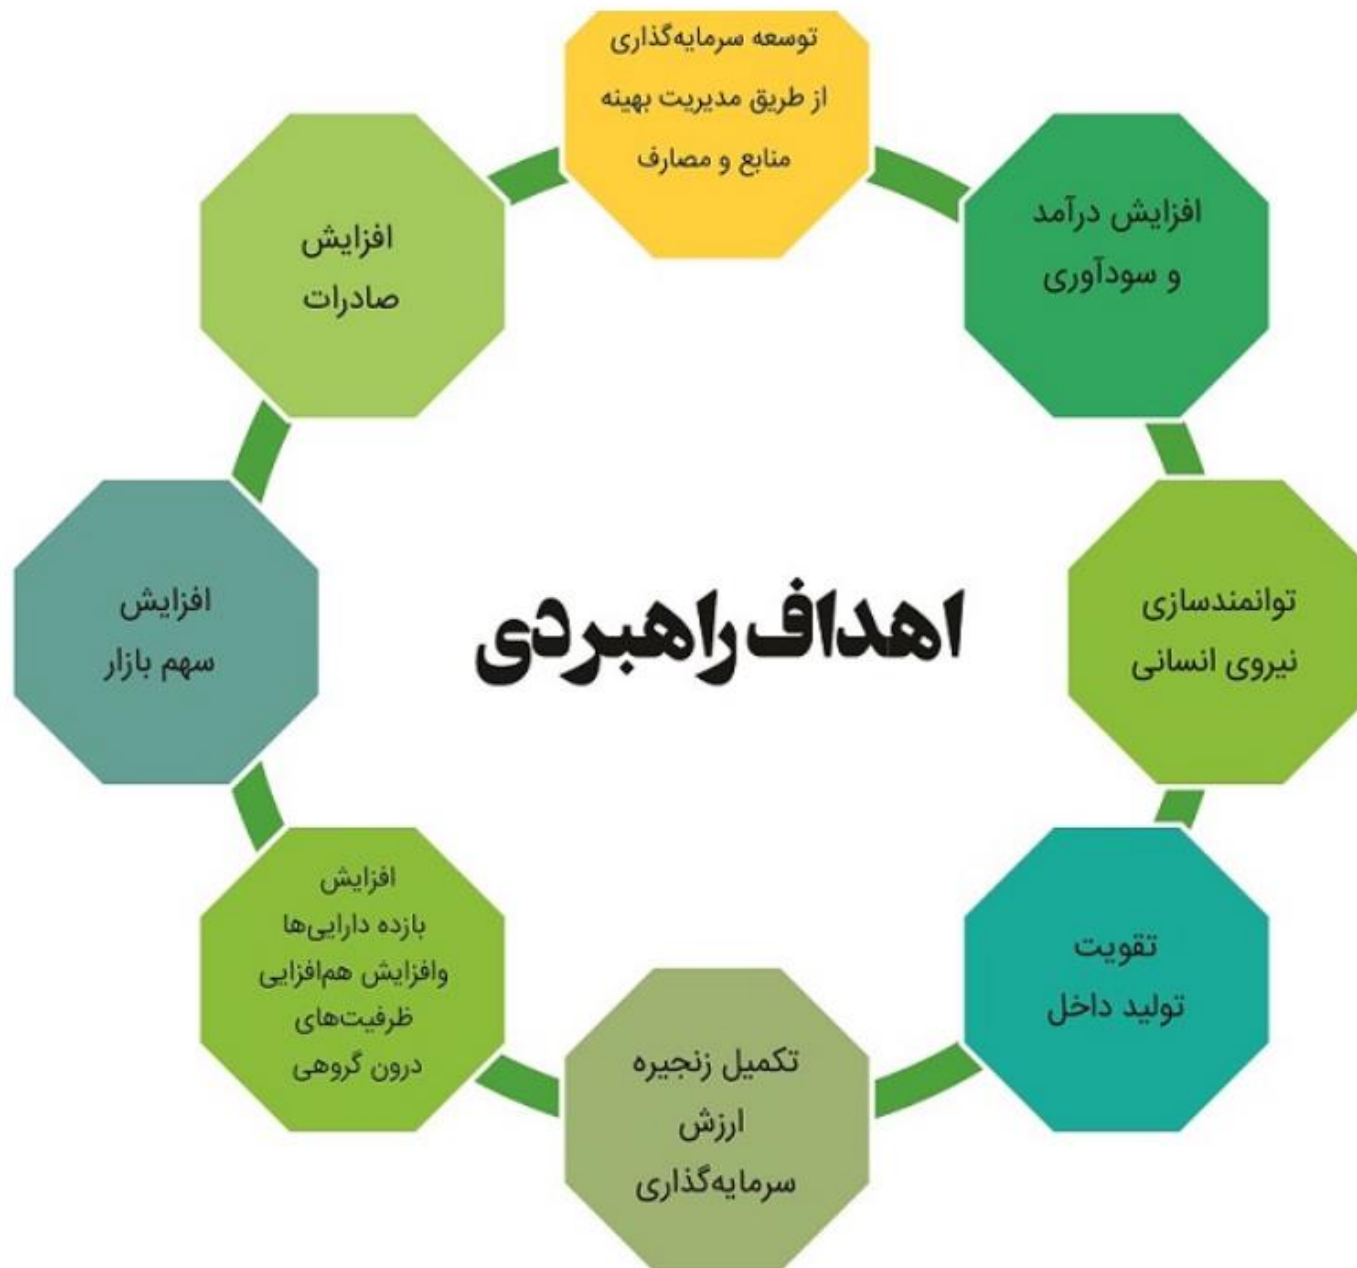 توسعه سرمایه‌گذاری
از طریق مدیریت بهینه
منابع و مصارف
افزایش درآمد
و سودآوری
توانمندسازی
نیروی انسانی
تقویت
تولید داخل
تکمیل زنجیره
ارزش
سرمایه‌گذاری
افزایش
بازده دارایی‌ها
وافزایش هم‌افزایی
ظرفیت‌های
درون گروهی
افزایش
سهم بازار
افزایش
صادرات
اهداف راهبردی